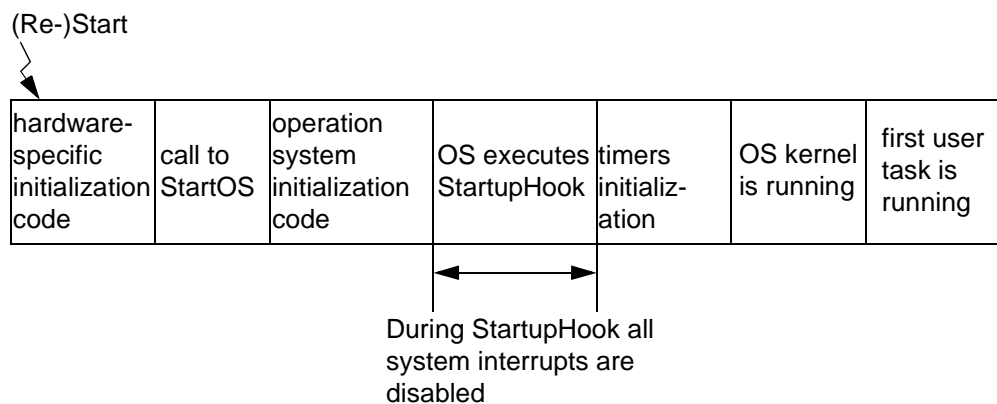 (Re-)Start
hardware-
specific
initialization
code
call to
StartOS
operation
system
initialization
code
OS executes
StartupHook
timers
initializ-
ation
OS kernel
is running
first user
task is
running
During StartupHook all
system interrupts are
disabled